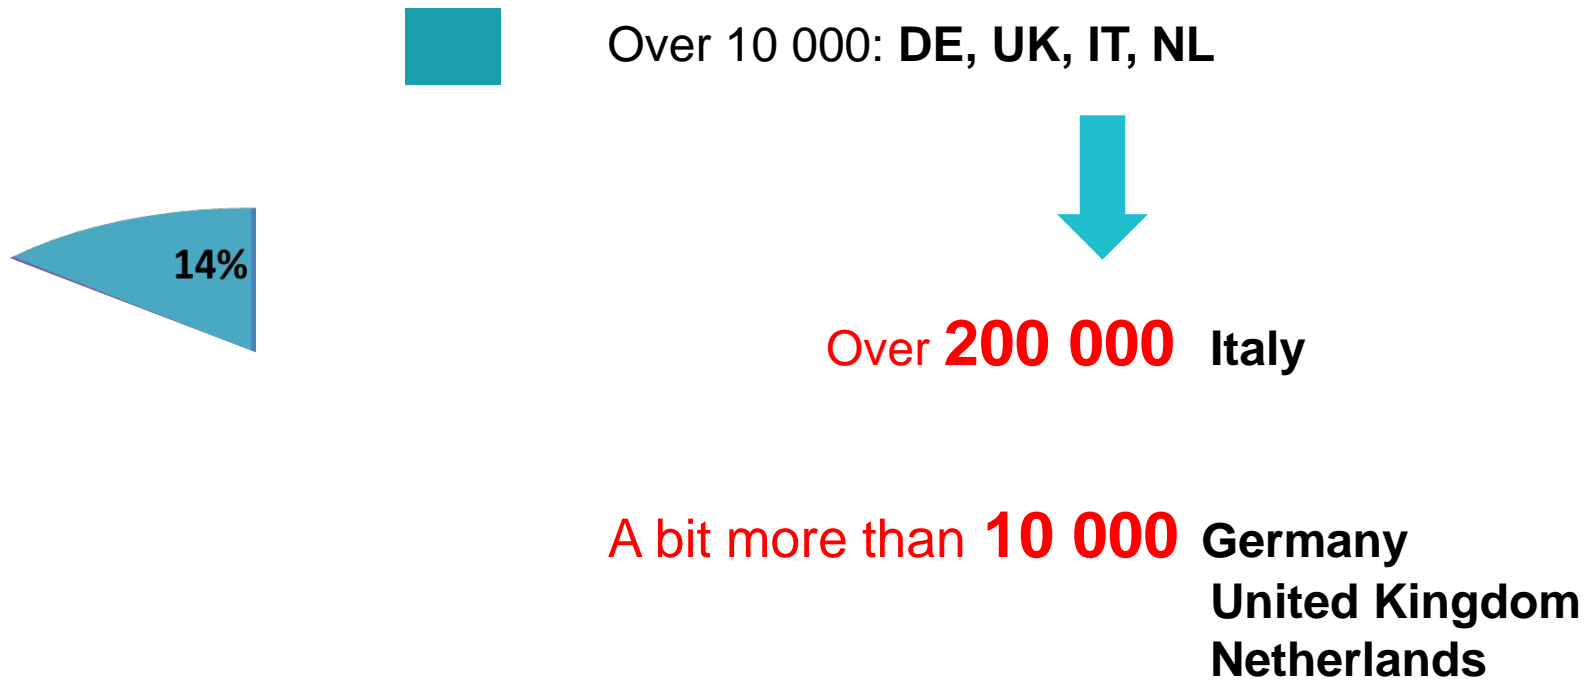 Over 10 000: DE, UK, IT, NL
14%
Over 200 000 Italy
A bit more than 10 000 Germany
United Kingdom
Netherlands